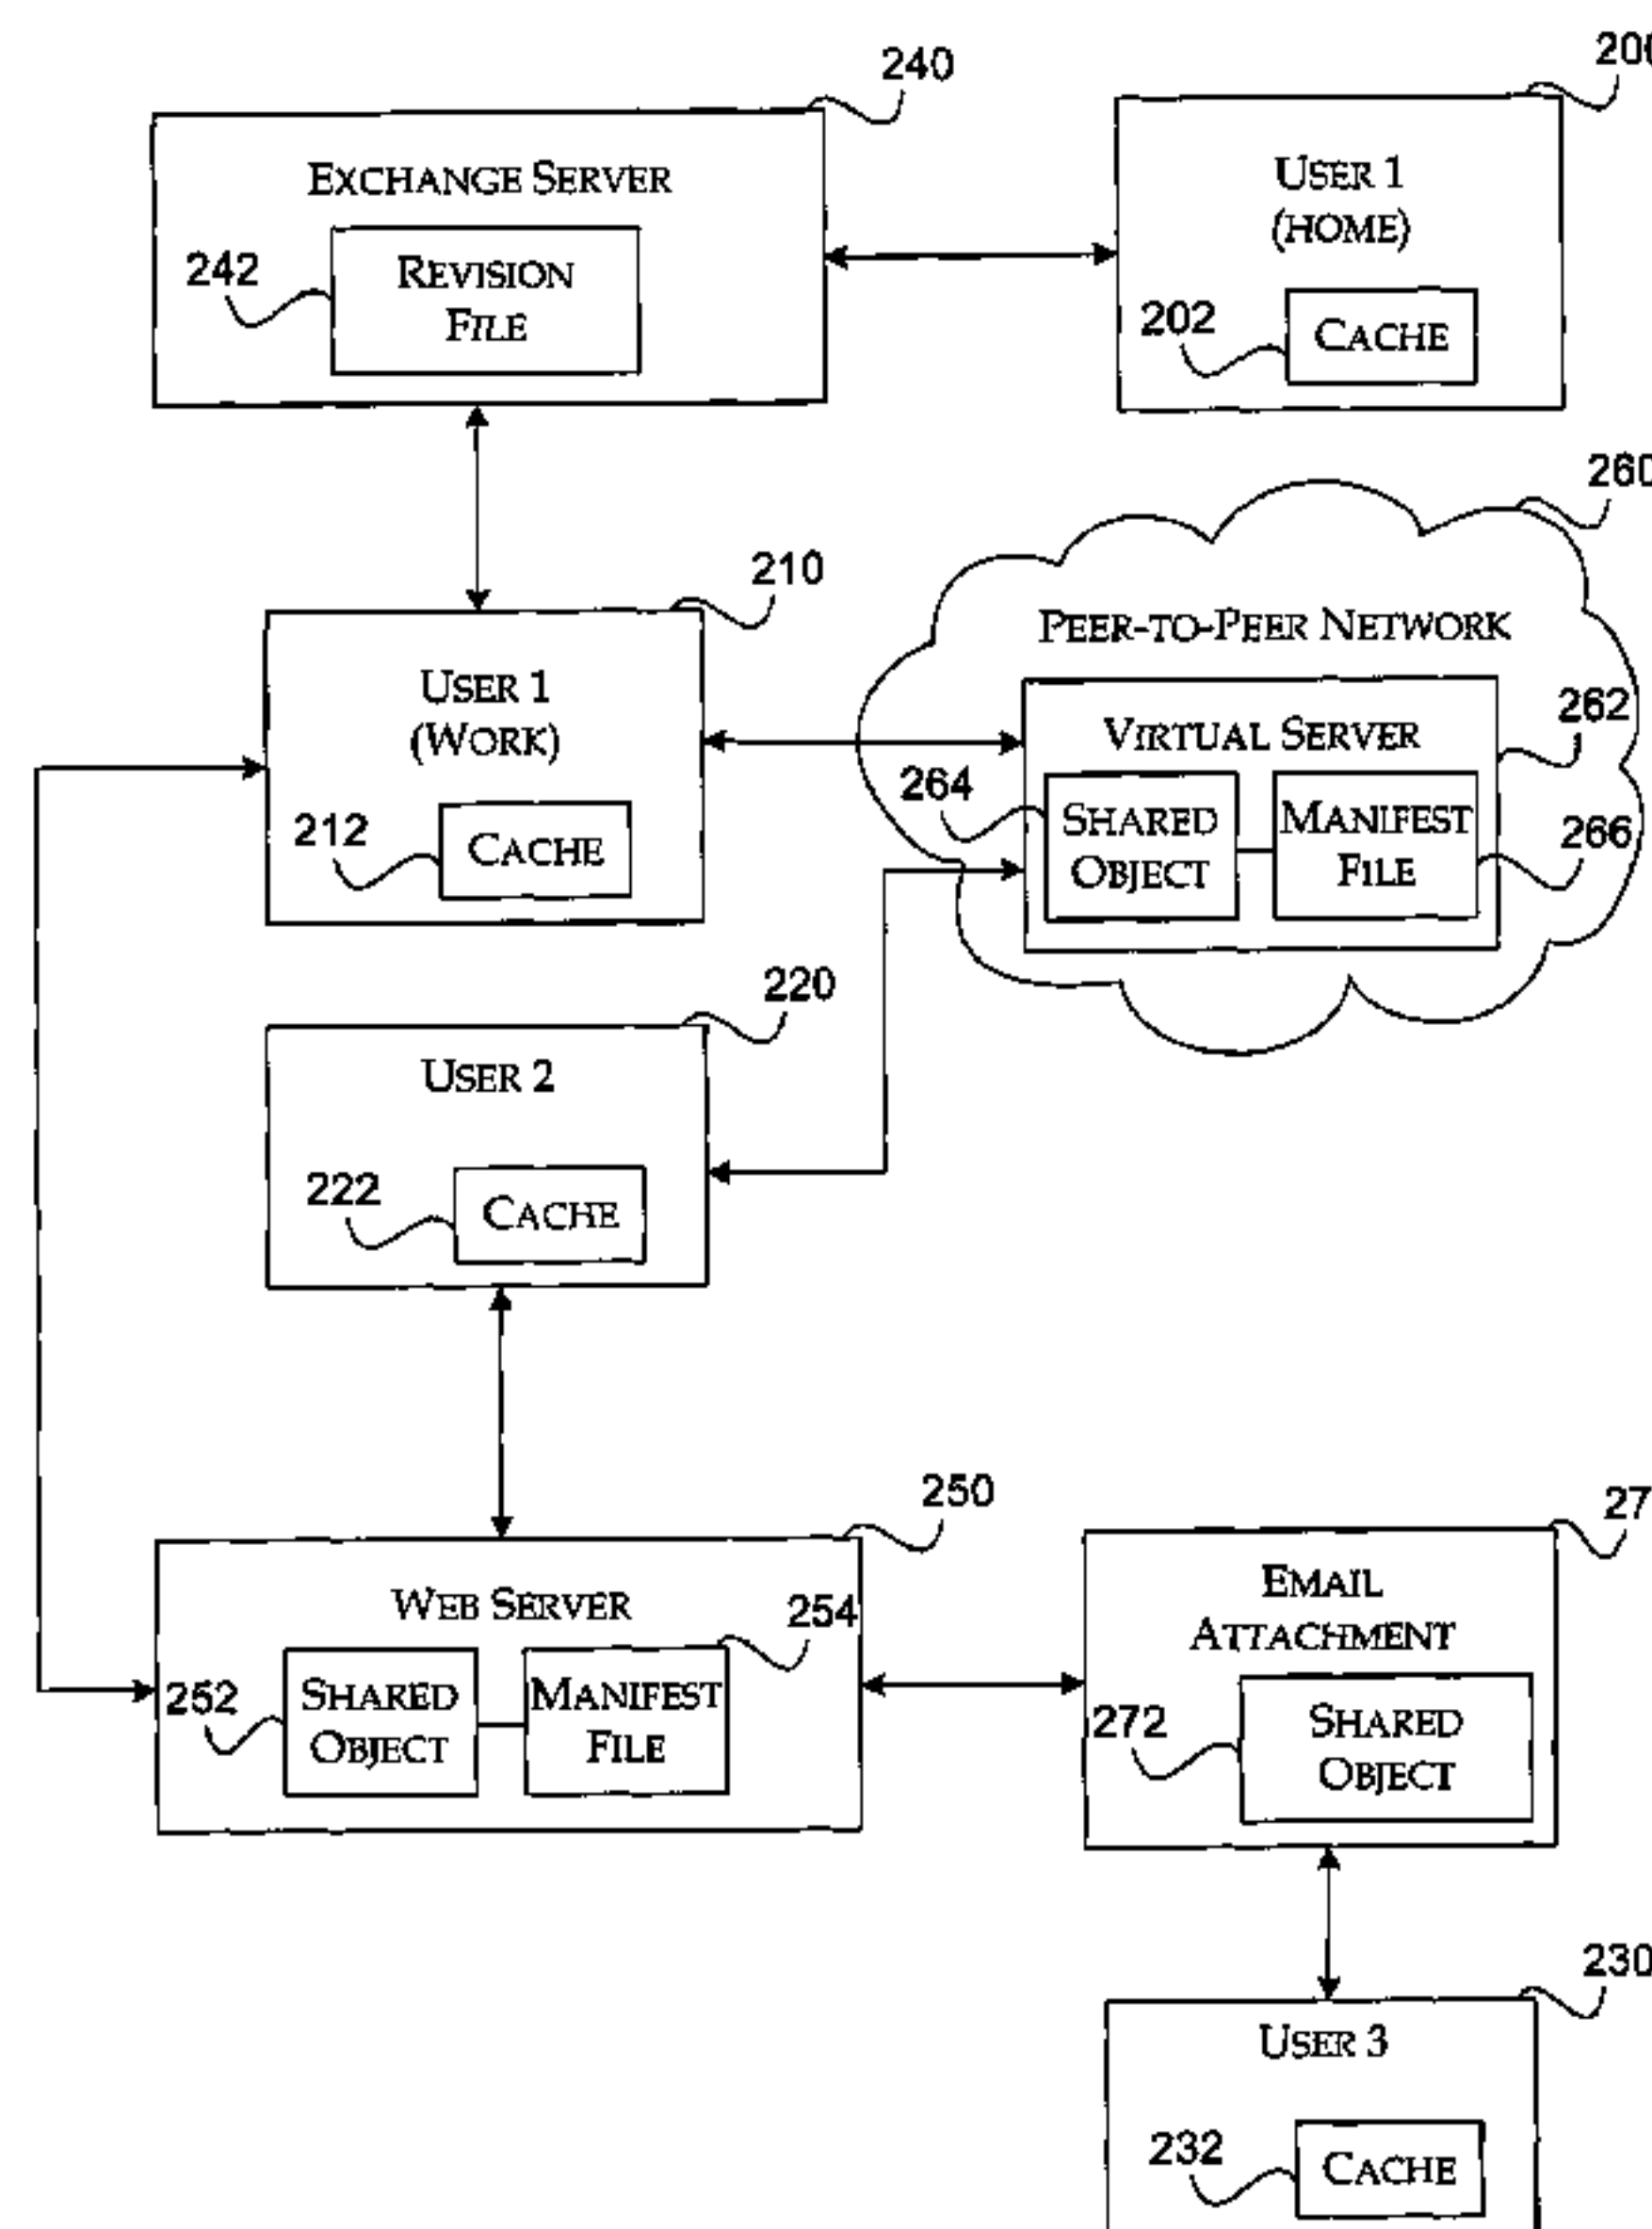 240
200
EXCHANGE SERVER
USER 1
(HOME)
242
REVISION
FILE
202
CACHE
260
210
PEER-TO-PEER NETWORK
USER 1
(WORK)
262
VIRTUAL SERVER
264
SHARED
OBJECT
MANIFEST
FILE
266
212
CACHE
220
USER 2
222
CACHE
250
27
WEB SERVER
254
EMAIL
ATTACHMENT
252
SHARED
OBJECT
MANIFEST
FILE
272
SHARED
OBJECT
230
USER 3
232
CACHE